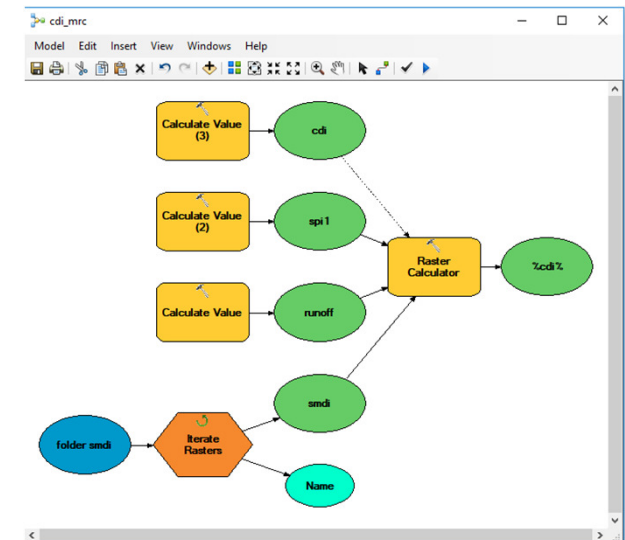 cdi_mrc
Model Edit Insert View Windows Help
Calculate Value
(3)
cdi
Calculate Value
(2)
spi1
Raster
Calculator
%cdi%
Calculate Value
runoff
smdi
folder smdi
Iterate
Rasters
Name